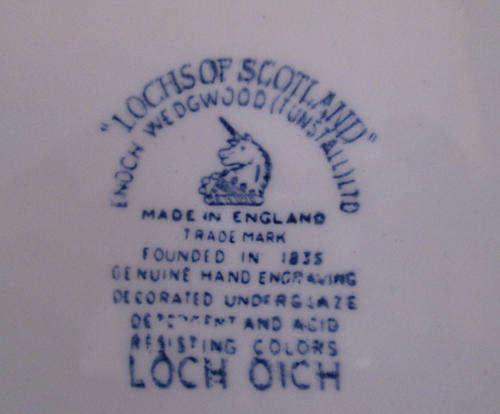 "LOCHS OF SCOTLAND"
ENOCH WEDGWOOD (TUNSTALL) LTD
MADE IN ENGLAND
TRADE MARK
FOUNDED IN 1835
GENUINE HAND ENGRAVING
DECORATED UNDERGLAZE
DETERGENT AND ACID
RESISTING COLORS
LOCH OICH